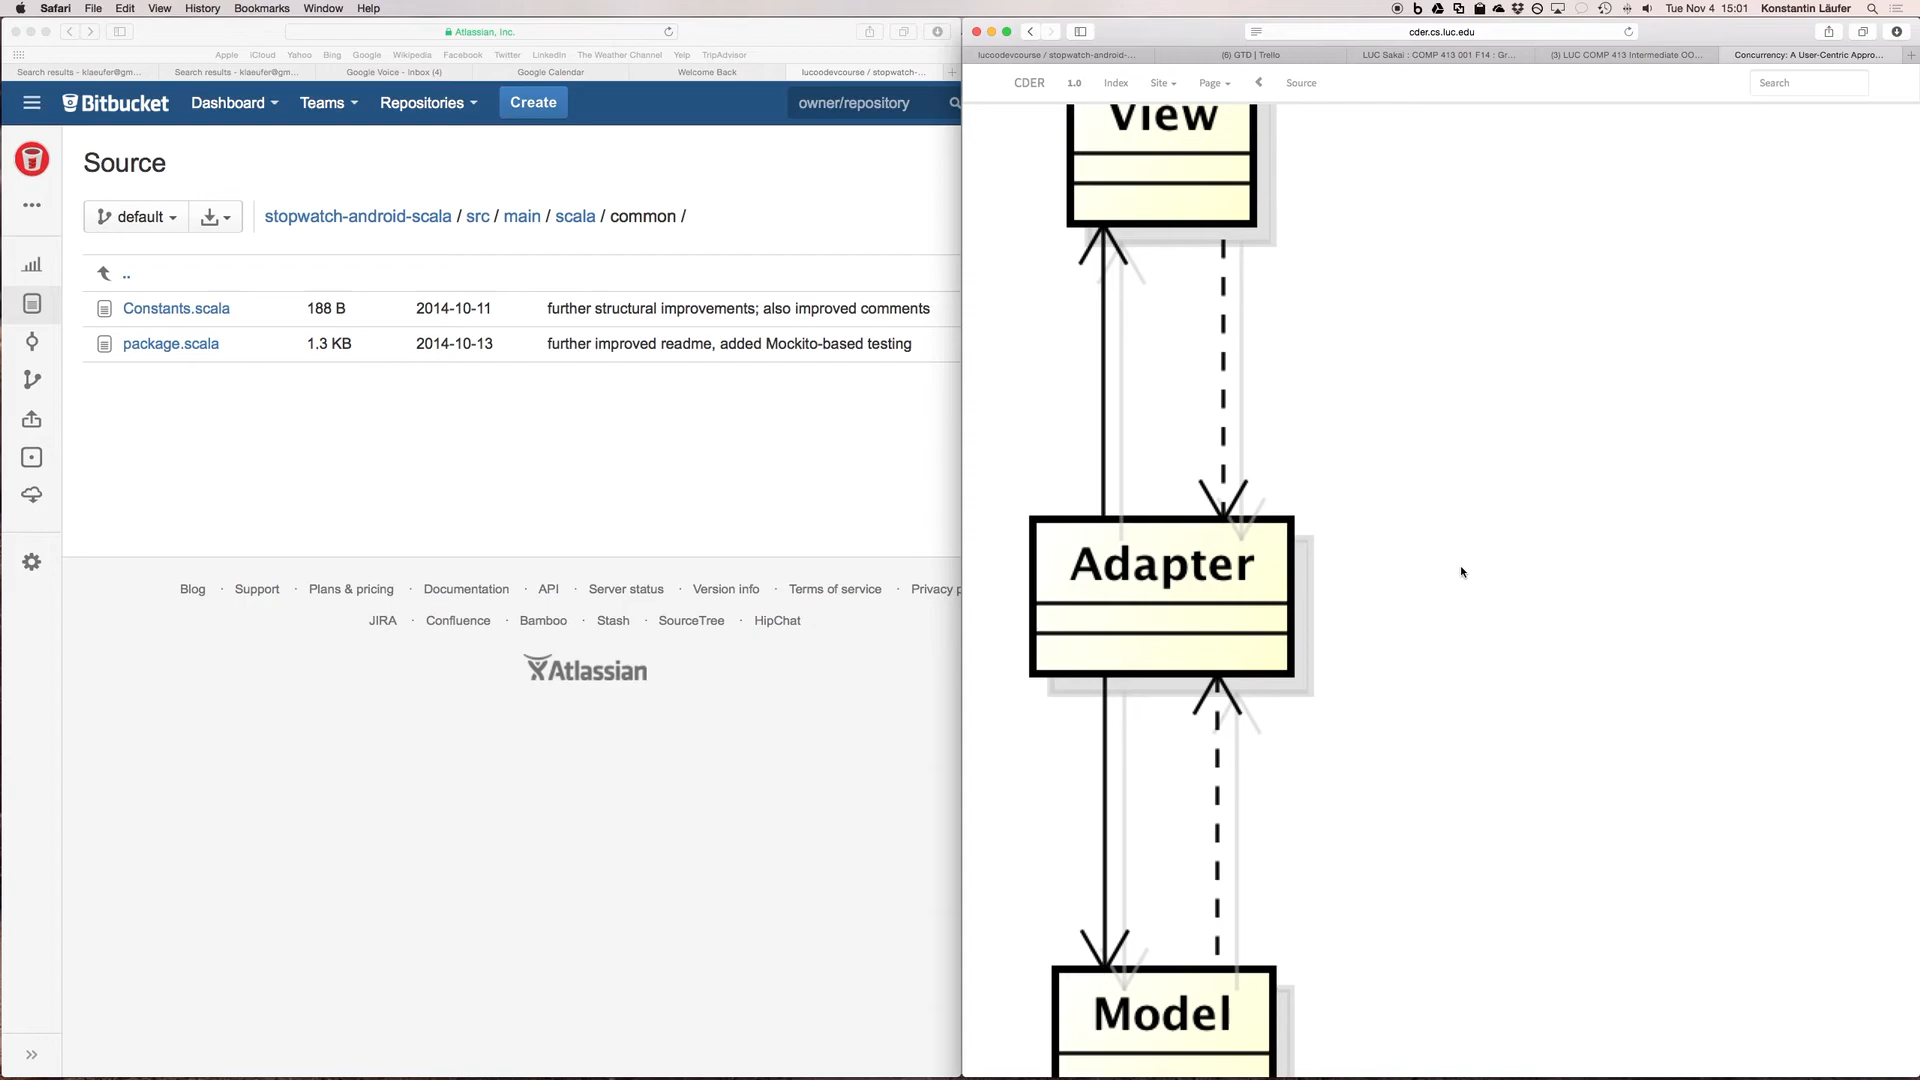 Safari File Edit View History Bookmarks Window Help
Tue Nov 4 15:01 Konstantin Läufer
Atlassian, Inc.
Apple iCloud Yahoo Bing Google Wikipedia Facebook Twitter LinkedIn The Weather Channel Yelp TripAdvisor
Search results - klaeufer@gm... Search results - klaeufer@gm... Google Voice - Inbox (4) Google Calendar Welcome Back lucoodevcourse / stopwatch-...
Bitbucket Dashboard Teams Repositories Create owner/repository
Source
default stopwatch-android-scala / src / main / scala / common /
..
Constants.scala 188 B 2014-10-11 further structural improvements; also improved comments
package.scala 1.3 KB 2014-10-13 further improved readme, added Mockito-based testing
Blog · Support · Plans & pricing · Documentation · API · Server status · Version info · Terms of service · Privacy p
JIRA · Confluence · Bamboo · Stash · SourceTree · HipChat
Atlassian
cder.cs.luc.edu
lucoodevcourse / stopwatch-android-... (6) GTD | Trello LUC Sakai : COMP 413 001 F14 : Gr... (3) LUC COMP 413 Intermediate OO... Concurrency: A User-Centric Appro...
CDER 1.0 Index Site Page Source Search
View
Adapter
Model